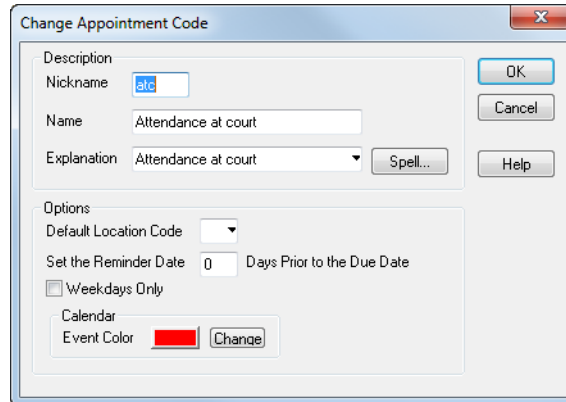 Change Appointment Code
Description
Nickname atc
Name Attendance at court
Explanation Attendance at court Spell...
OK
Cancel
Help
Options
Default Location Code
Set the Reminder Date 0 Days Prior to the Due Date
Weekdays Only
Calendar
Event Color Change